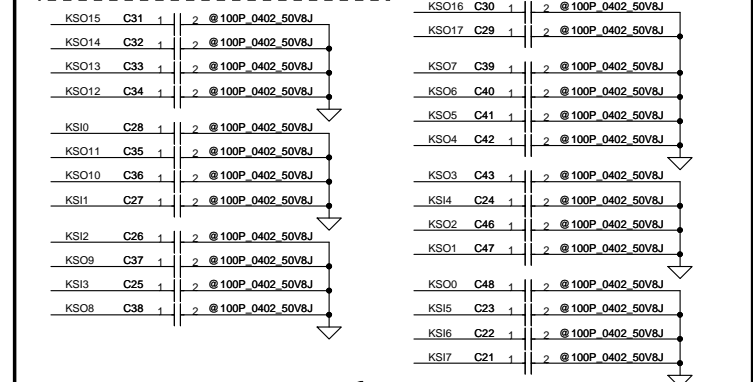 KSO15 C31 1 2 @100P_0402_50V8J
KSO14 C32 1 2 @100P_0402_50V8J
KSO13 C33 1 2 @100P_0402_50V8J
KSO12 C34 1 2 @100P_0402_50V8J
KSI0 C28 1 2 @100P_0402_50V8J
KSO11 C35 1 2 @100P_0402_50V8J
KSO10 C36 1 2 @100P_0402_50V8J
KSI1 C27 1 2 @100P_0402_50V8J
KSI2 C26 1 2 @100P_0402_50V8J
KSO9 C37 1 2 @100P_0402_50V8J
KSI3 C25 1 2 @100P_0402_50V8J
KSO8 C38 1 2 @100P_0402_50V8J
KSO16 C30 1 2 @100P_0402_50V8J
KSO17 C29 1 2 @100P_0402_50V8J
KSO7 C39 1 2 @100P_0402_50V8J
KSO6 C40 1 2 @100P_0402_50V8J
KSO5 C41 1 2 @100P_0402_50V8J
KSO4 C42 1 2 @100P_0402_50V8J
KSO3 C43 1 2 @100P_0402_50V8J
KSI4 C24 1 2 @100P_0402_50V8J
KSO2 C46 1 2 @100P_0402_50V8J
KSO1 C47 1 2 @100P_0402_50V8J
KSO0 C48 1 2 @100P_0402_50V8J
KSI5 C23 1 2 @100P_0402_50V8J
KSI6 C22 1 2 @100P_0402_50V8J
KSI7 C21 1 2 @100P_0402_50V8J